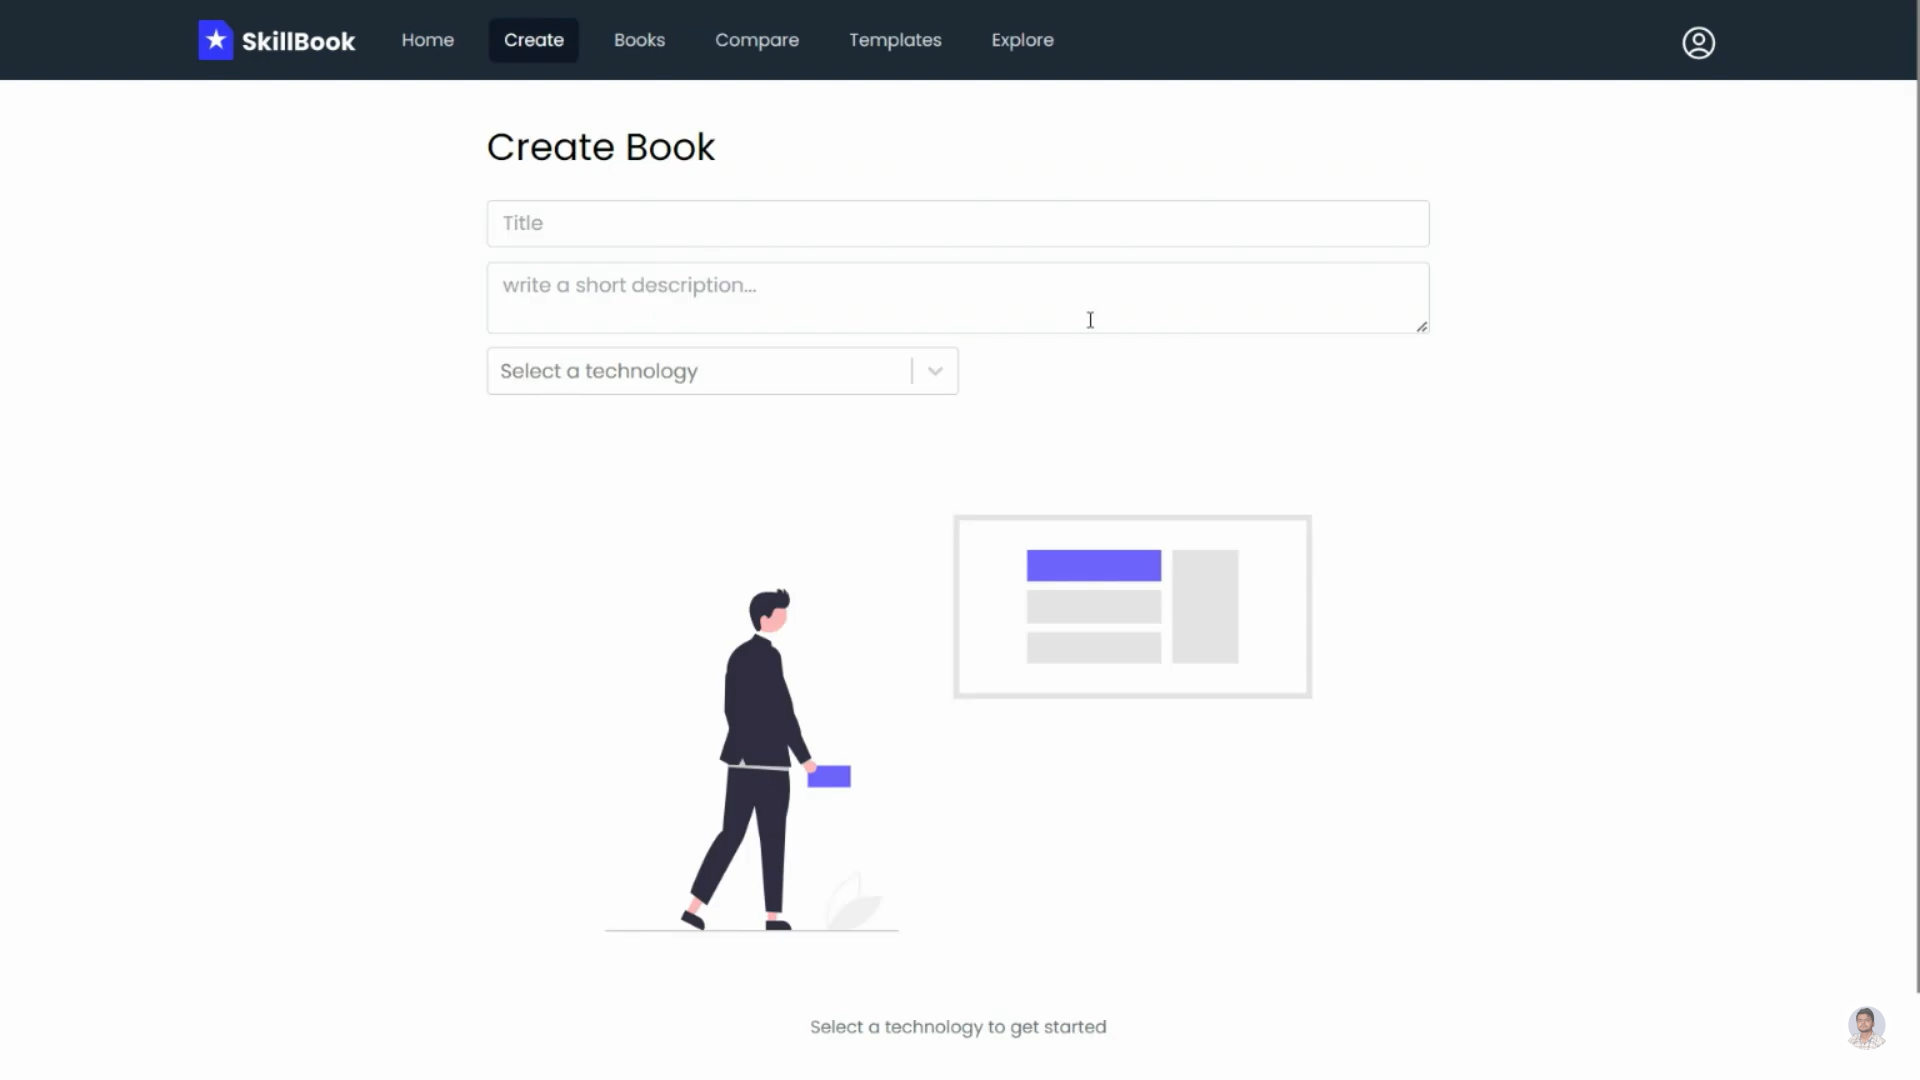 SkillBook Home Create Books Compare Templates Explore
Create Book
Title
write a short description...
Select a technology
Select a technology to get started